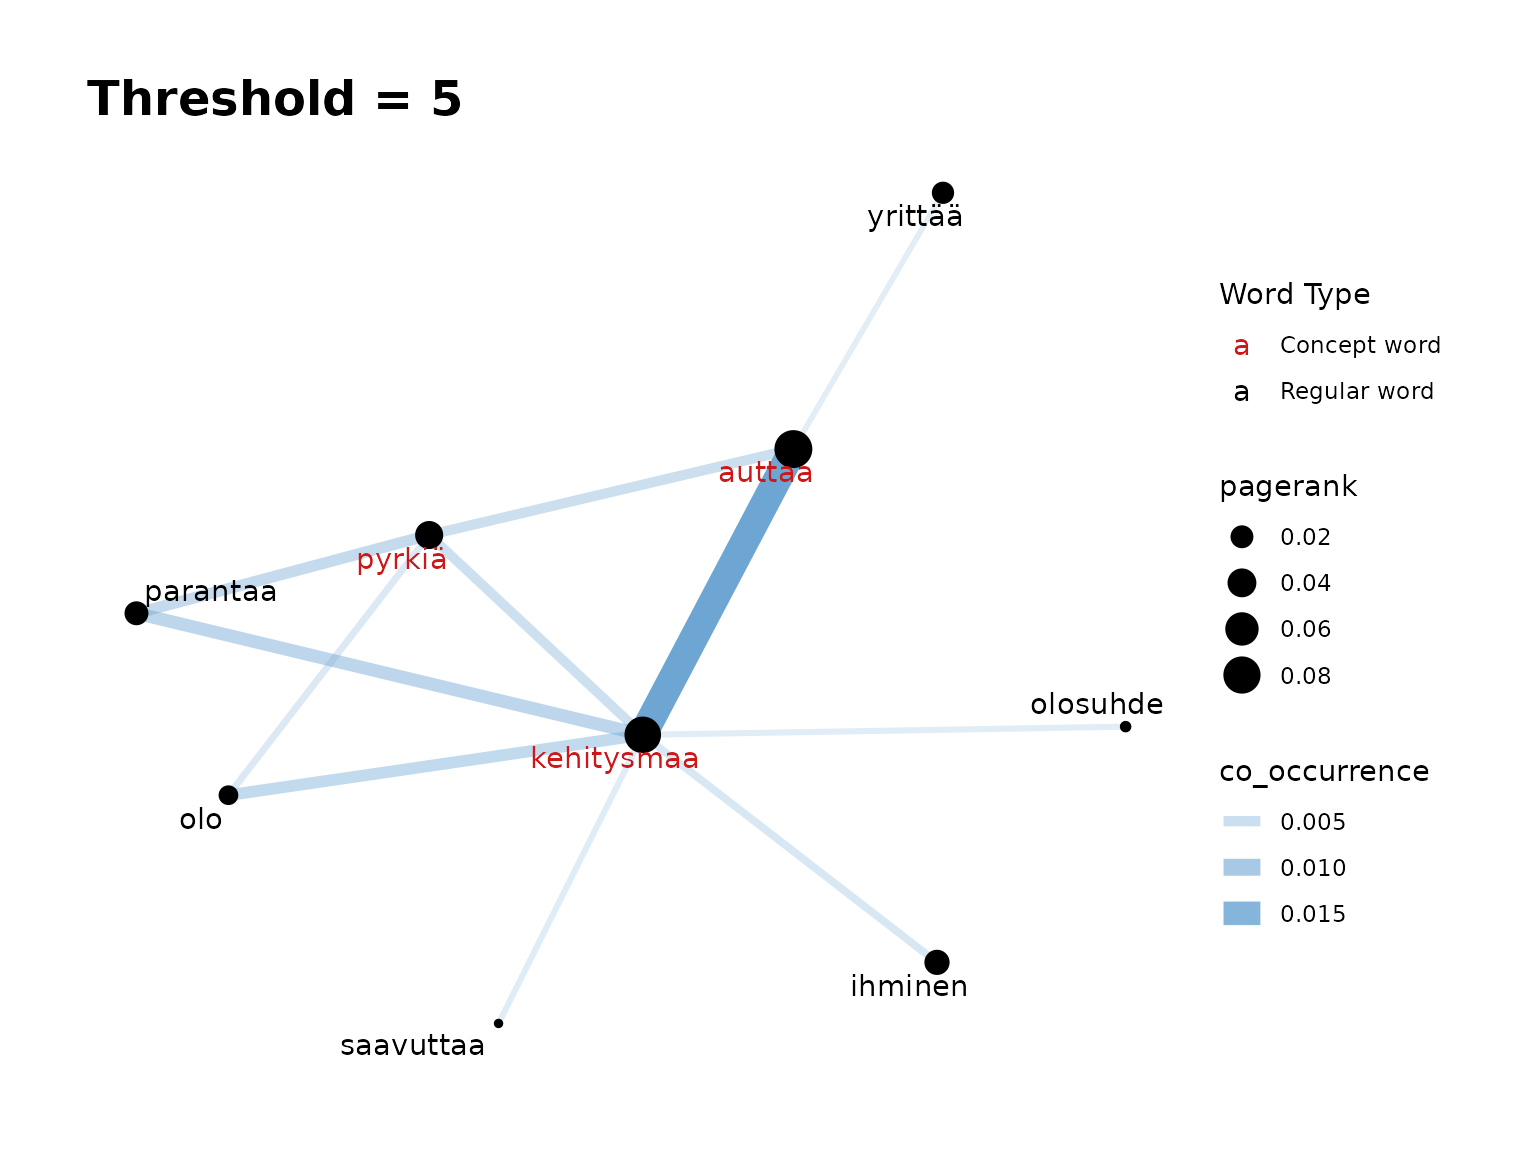 Threshold = 5
yrittää
auttaa
pyrkiä
parantaa
olosuhde
kehitysmaa
olo
ihminen
saavuttaa
Word Type
a Concept word
a Regular word
pagerank
0.02
0.04
0.06
0.08
co_occurrence
0.005
0.010
0.015